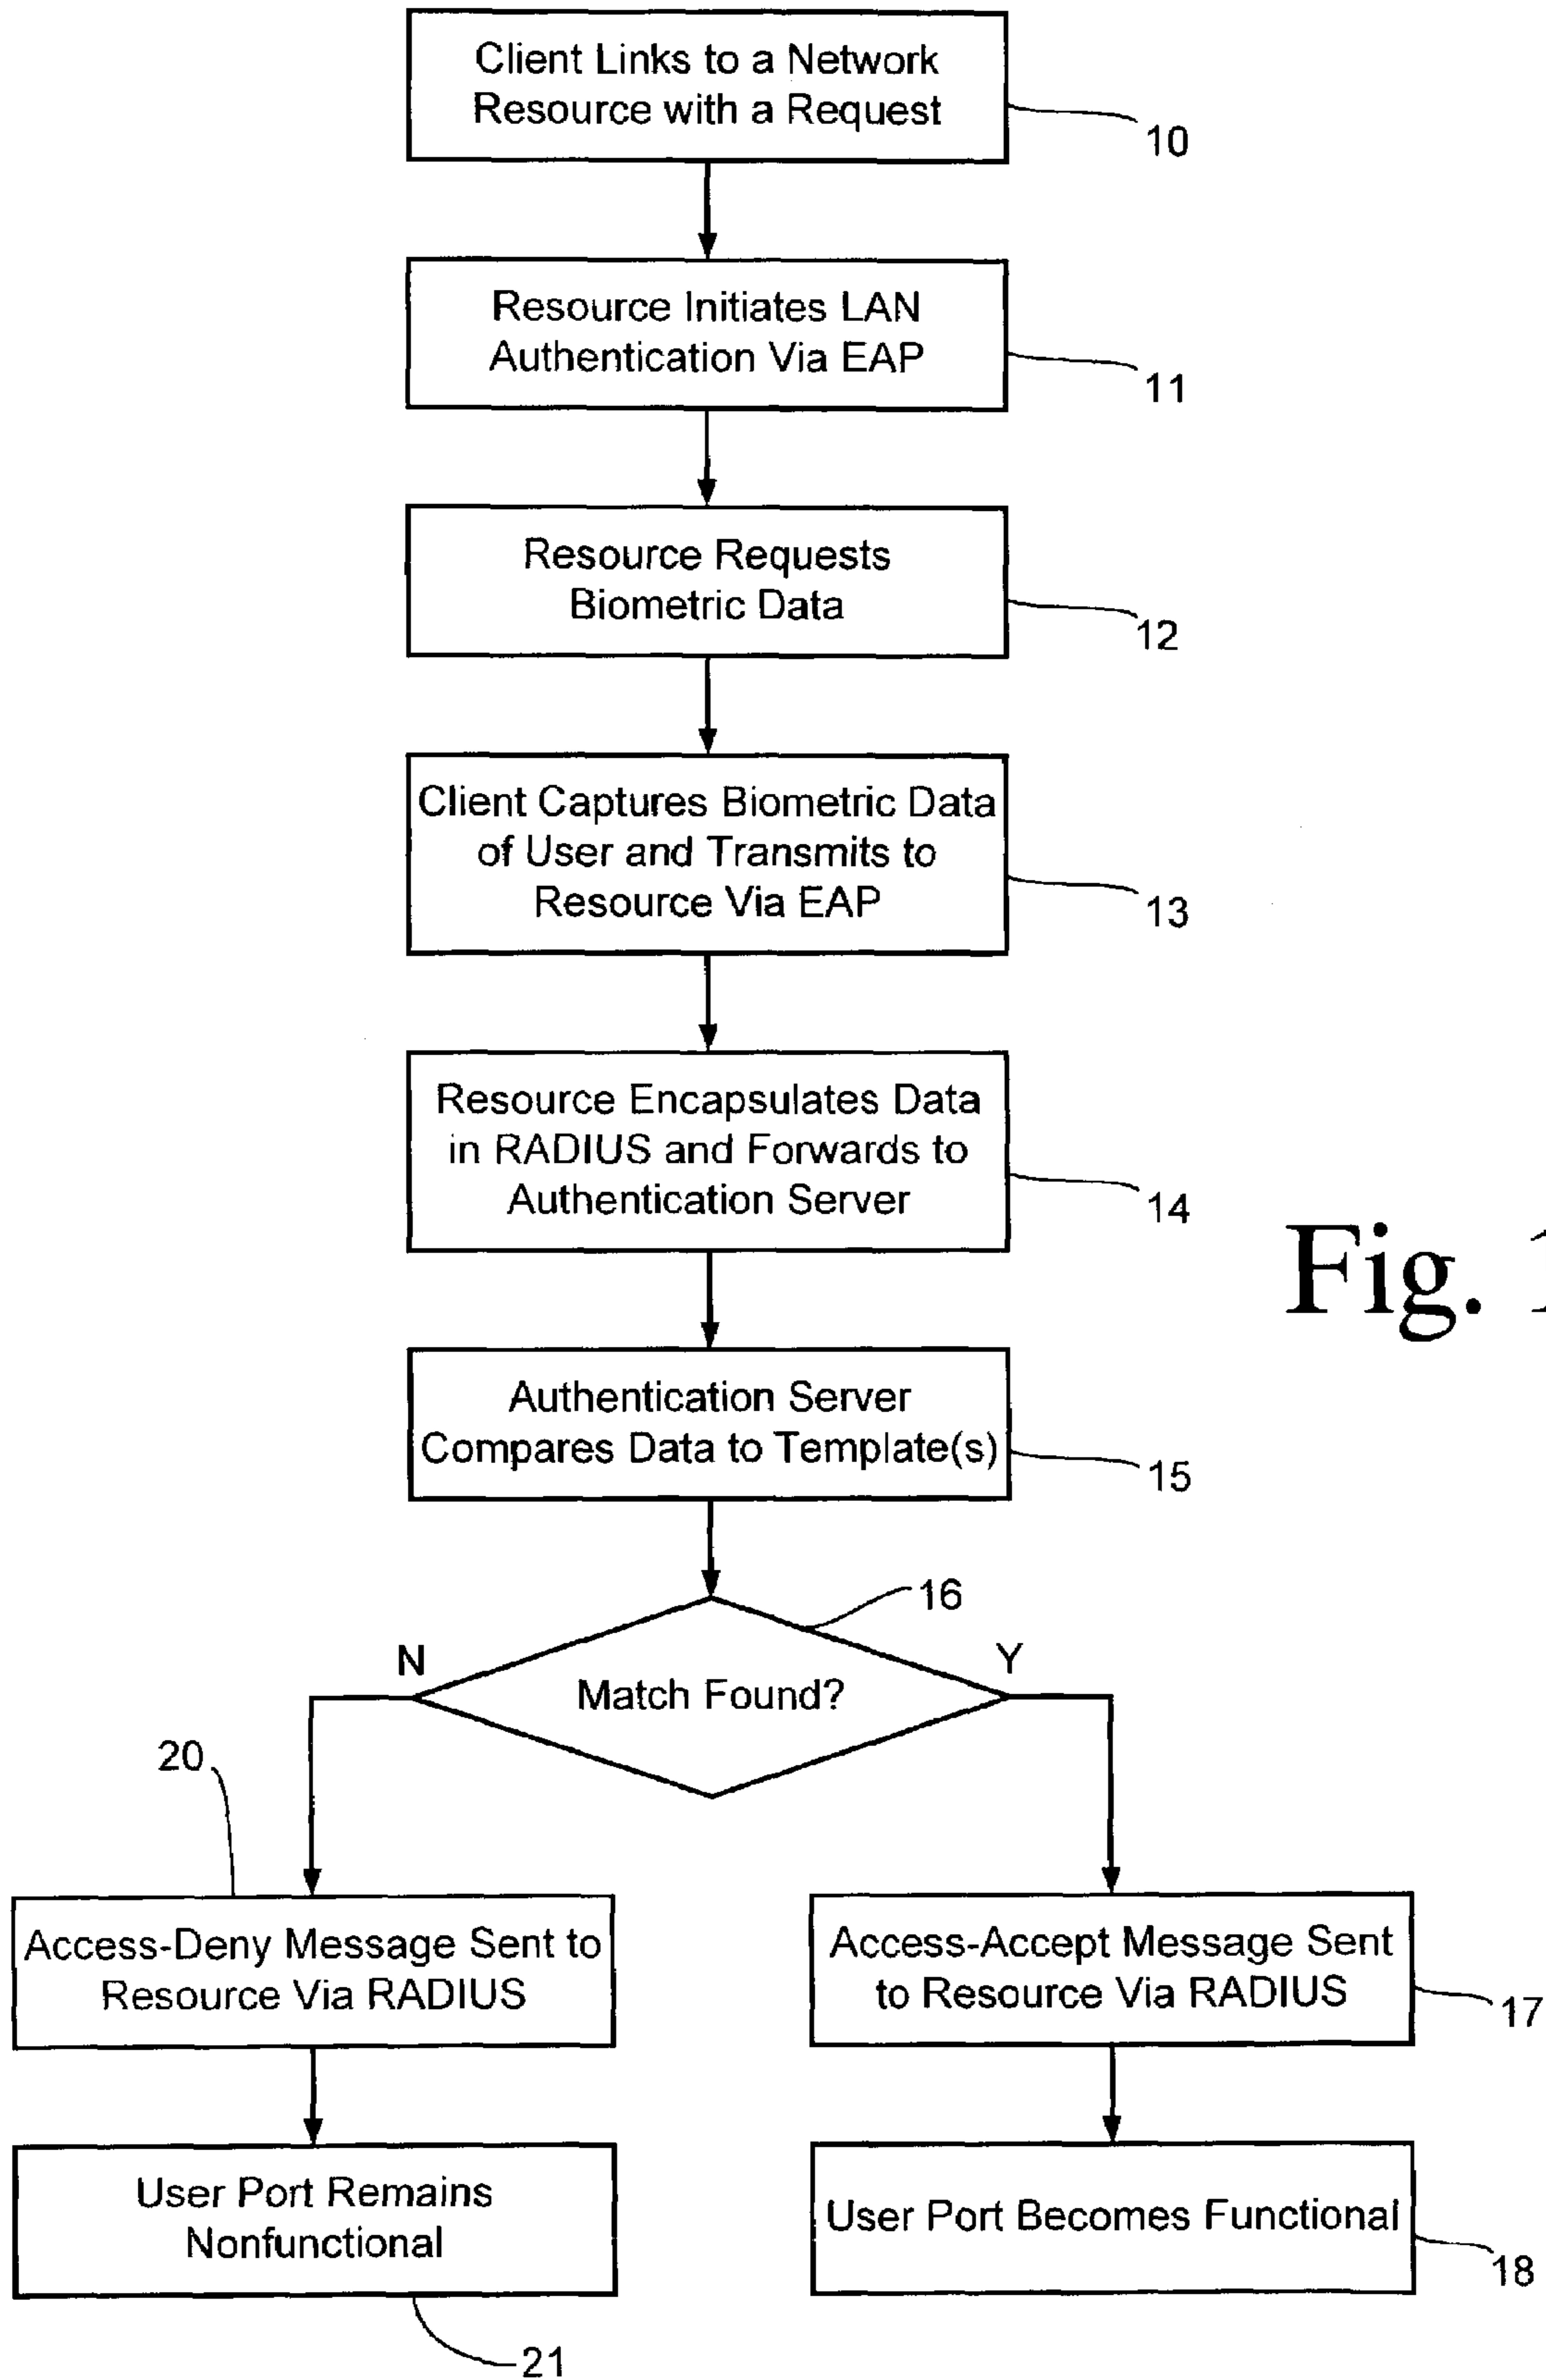 Client Links to a Network
Resource with a Request
10
Resource Initiates LAN
Authentication Via EAP
11
Resource Requests
Biometric Data
12
Client Captures Biometric Data
of User and Transmits to
Resource Via EAP
13
Resource Encapsulates Data
in RADIUS and Forwards to
Authentication Server
14
Fig.
Authentication Server
Compares Data to Template(s)
15
16
N
Y
Match Found?
20
Access-Deny Message Sent to
Resource Via RADIUS
Access-Accept Message Sent
to Resource Via RADIUS
17
User Port Remains
Nonfunctional
User Port Becomes Functional
18
21